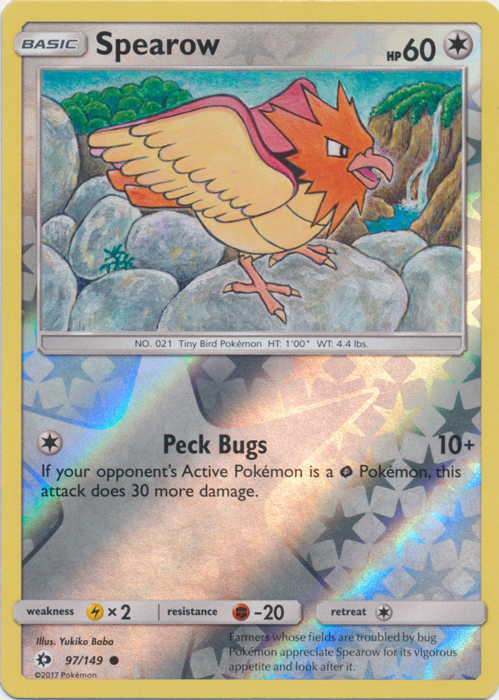 BASIC Spearow HP60
NO. 021 Tiny Bird Pokémon HT: 1'00" WT: 4.4 lbs.
Peck Bugs 10+
If your opponent's Active Pokémon is a Pokémon, this
attack does 30 more damage.
weakness ×2 resistance -20 retreat
Illus. Yukiko Baba
97/149
©2017 Pokémon
Farmers whose fields are troubled by bug
Pokémon appreciate Spearow for its vigorous
appetite and look after it.